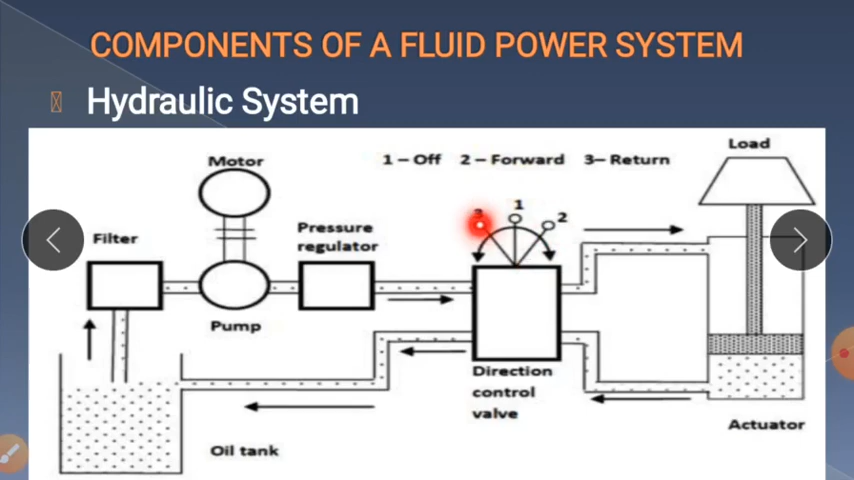 COMPONENTS OF A FLUID POWER SYSTEM
Hydraulic System
Load
Motor
1 – Off 2 – Forward 3– Return
3
1
2
Filter
Pressure
regulator
Pump
Direction
control
valve
Actuator
Oil tank